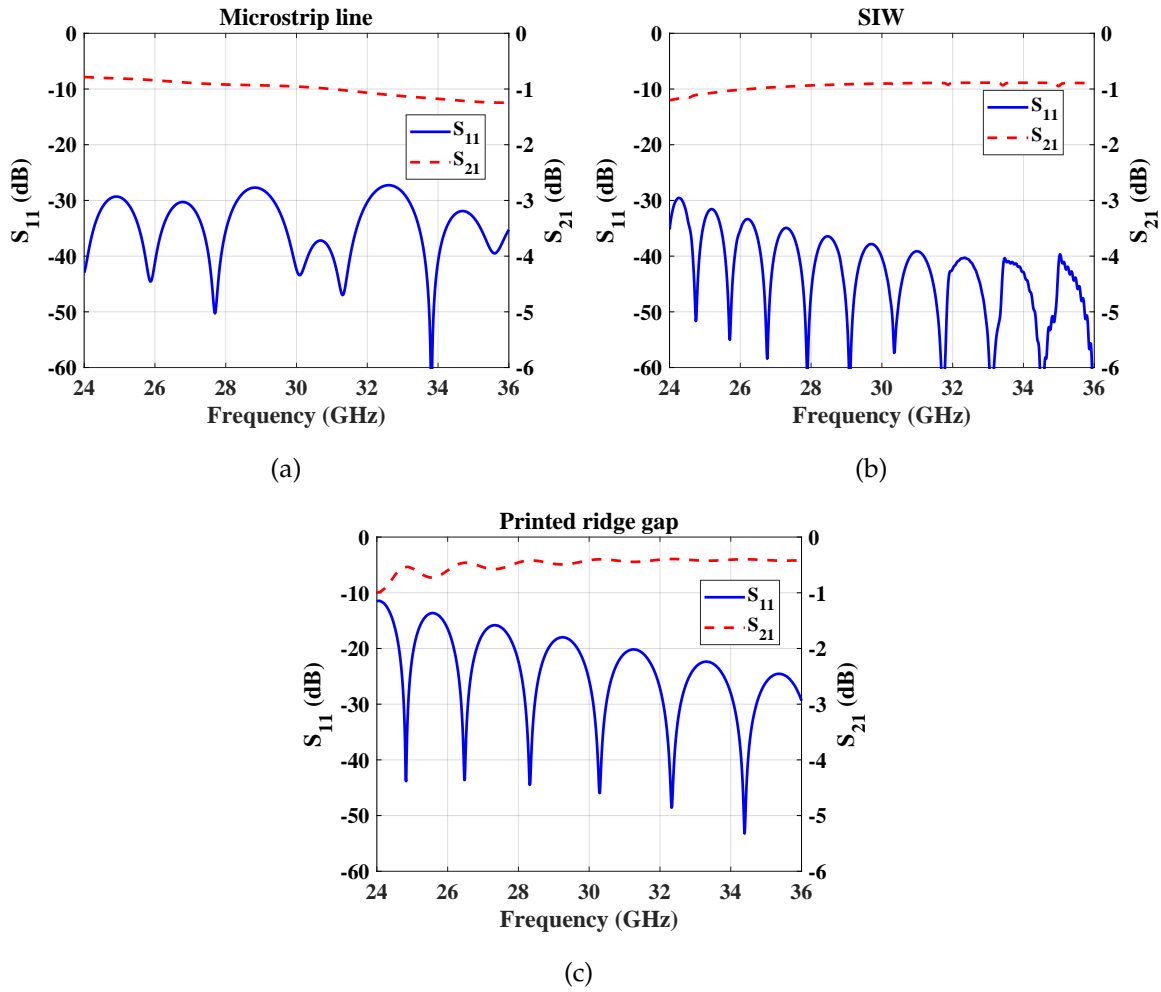 Microstrip line
0
-10
-20
-30
-40
-50
-60
S11 (dB)
0
-1
-2
-3
-4
-5
-6
S21 (dB)
S11
S21
24 26 28 30 32 34 36
Frequency (GHz)
(a)
SIW
0
-10
-20
-30
-40
-50
-60
S11 (dB)
0
-1
-2
-3
-4
-5
-6
S21 (dB)
S11
S21
24 26 28 30 32 34 36
Frequency (GHz)
(b)
Printed ridge gap
0
-10
-20
-30
-40
-50
-60
S11 (dB)
0
-1
-2
-3
-4
-5
-6
S21 (dB)
S11
S21
24 26 28 30 32 34 36
Frequency (GHz)
(c)